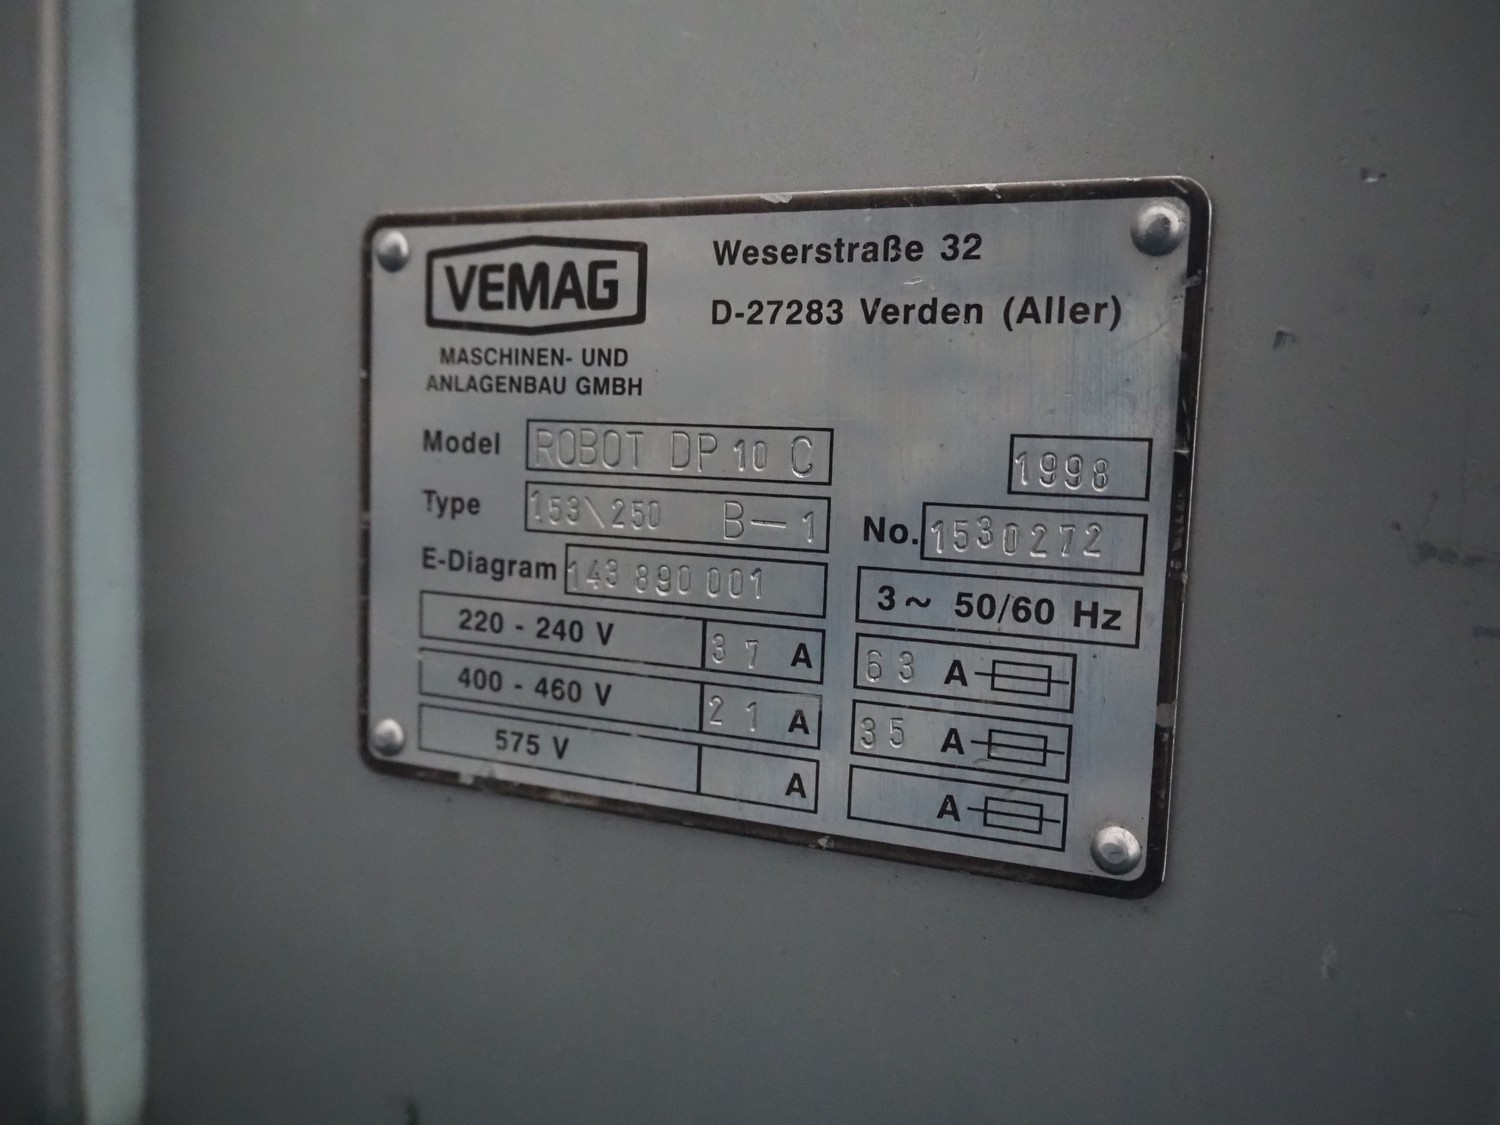 VEMAG
MASCHINEN- UND
ANLAGENBAU GMBH
Weserstraße 32
D-27283 Verden (Aller)
Model ROBOT DP 10 C
1998
Type 153\250 B-1
No. 1530272
E-Diagram 143 890 001
3~ 50/60 Hz
220 - 240 V 37 A
63 A
400 - 460 V 21 A
35 A
575 V A
A